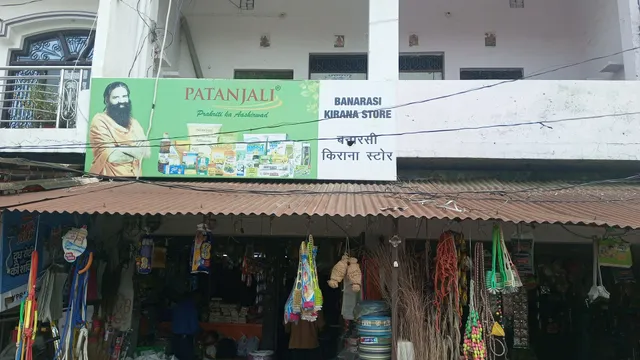 PATANJALI®
Prakriti ka Aashirwad
BANARASI
KIRANA STORE
बनारसी
किराना स्टोर